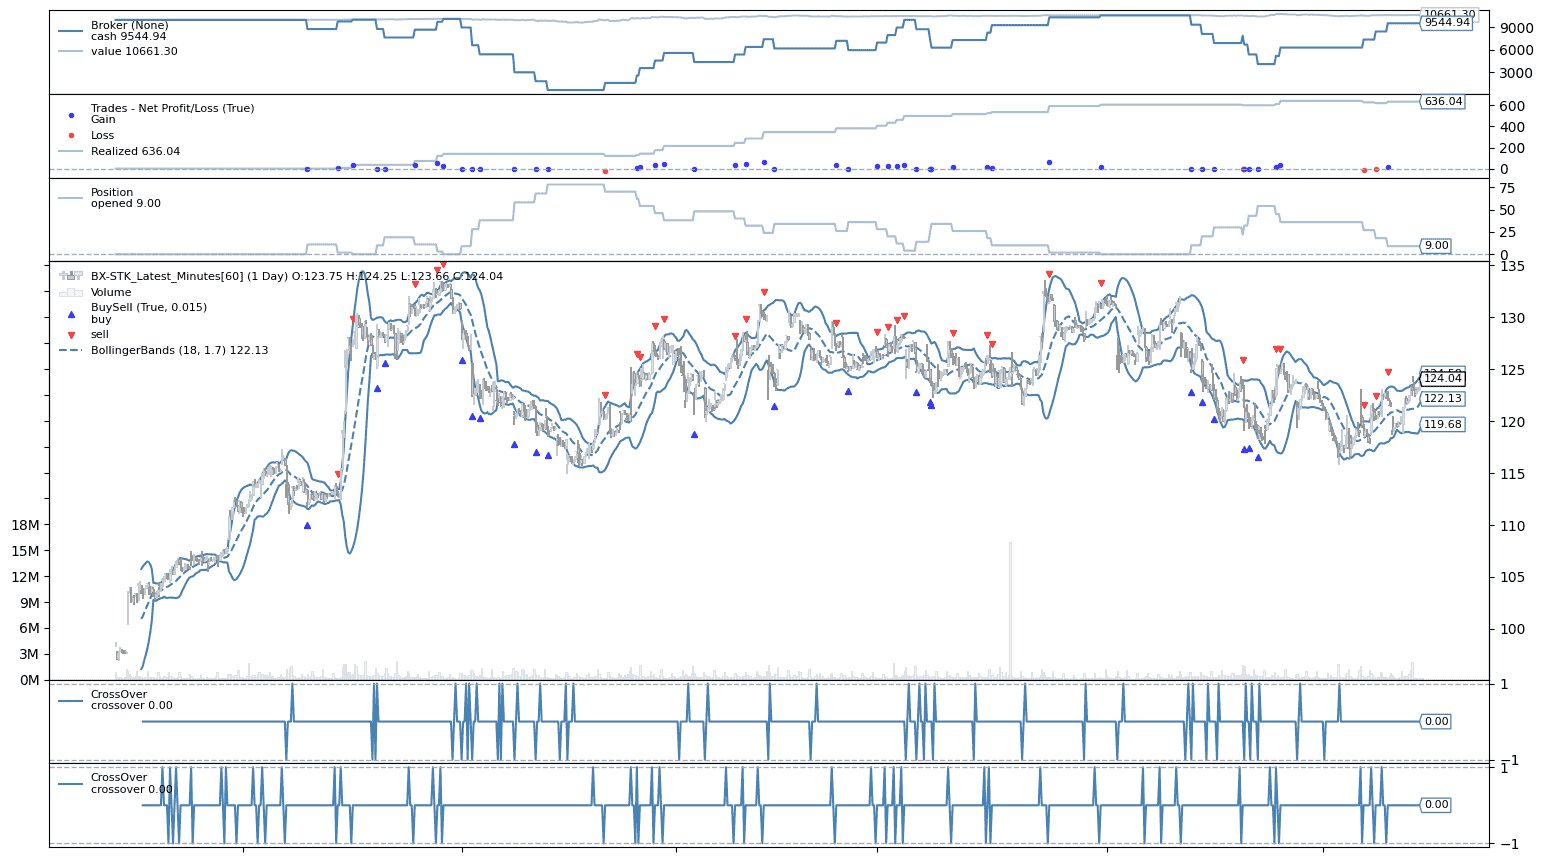 Broker (None)
cash 9544.94
value 10661.30
10661.30
9544.94
9000
6000
3000
Trades - Net Profit/Loss (True)
Gain
Loss
Realized 636.04
636.04
600
400
200
0
Position
opened 9.00
75
50
25
9.00
0
BX-STK_Latest_Minutes[60] (1 Day) O:123.75 H:124.25 L:123.66 C:124.04
Volume
BuySell (True, 0.015)
buy
sell
BollingerBands (18, 1.7) 122.13
135
130
125
124.04
122.13
120
119.68
115
110
105
100
18M
15M
12M
9M
6M
3M
0M
CrossOver
crossover 0.00
1
0.00
−1
CrossOver
crossover 0.00
1
0.00
−1